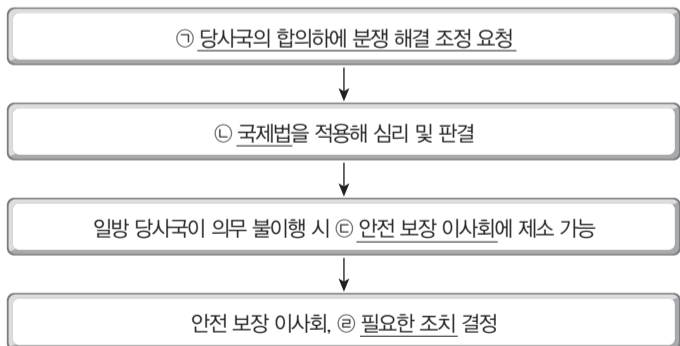 ㉠ 당사국의 합의하에 분쟁 해결 조정 요청
㉡ 국제법을 적용해 심리 및 판결
일방 당사국이 의무 불이행 시 ㉢ 안전 보장 이사회에 제소 가능
안전 보장 이사회, ㉣ 필요한 조치 결정